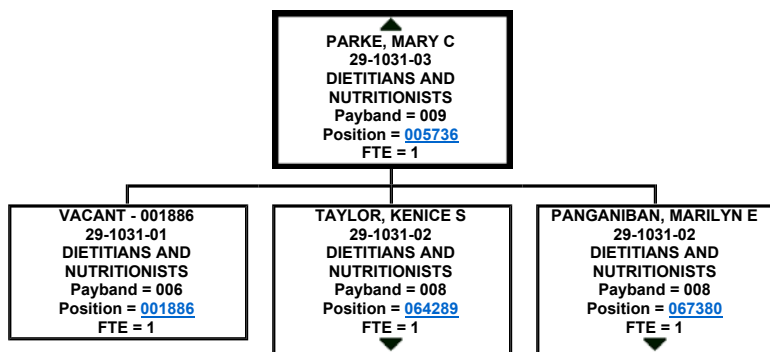 PARKE, MARY C
29-1031-03
DIETITIANS AND
NUTRITIONISTS
Payband = 009
Position = 005736
FTE = 1
VACANT - 001886
29-1031-01
DIETITIANS AND
NUTRITIONISTS
Payband = 006
Position = 001886
FTE = 1
TAYLOR, KENICE S
29-1031-02
DIETITIANS AND
NUTRITIONISTS
Payband = 008
Position = 064289
FTE = 1
PANGANIBAN, MARILYN E
29-1031-02
DIETITIANS AND
NUTRITIONISTS
Payband = 008
Position = 067380
FTE = 1